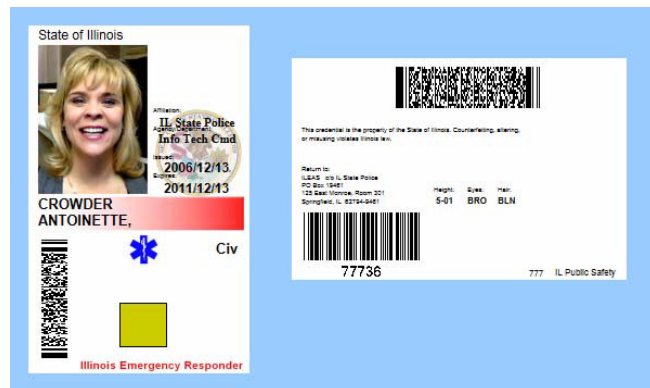 State of Illinois
Affiliation:
IL State Police
Agency/Department:
Info Tech Cmd
Issued:
2006/12/13
Expires:
2011/12/13
CROWDER
ANTOINETTE,
Civ
Illinois Emergency Responder
This credential is the property of the State of Illinois. Counterfeiting, altering,
or misusing violates Illinois law.
Return to:
ILEAS c/o IL State Police
PO Box 19461
125 East Monroe, Room 201
Springfield, IL 62794-9461
Height: Eyes: Hair:
5-01 BRO BLN
77736
777 IL Public Safety